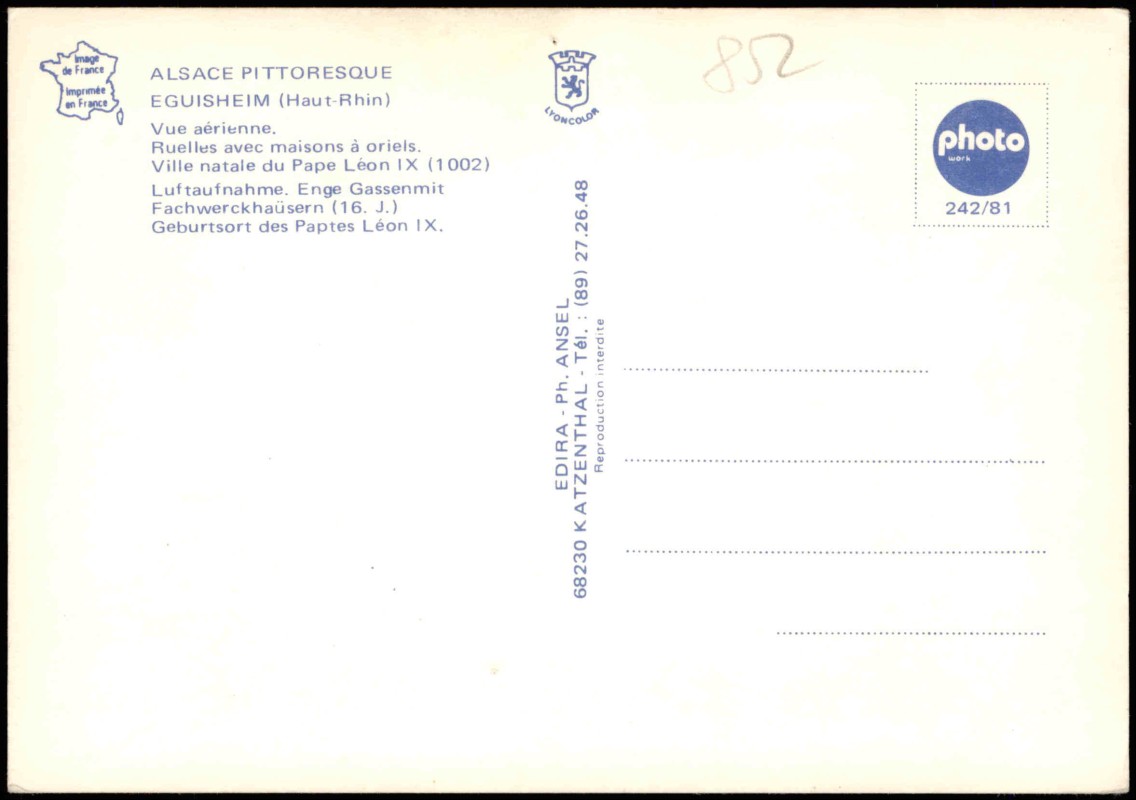 Image
de France
Imprimée
en France
ALSACE PITTORESQUE
EGUISHEIM (Haut-Rhin)
Vue aérienne.
Ruelles avec maisons à oriels.
Ville natale du Pape Léon IX (1002)
Luftaufnahme. Enge Gassenmit
Fachwerckhaüsern (16. J.)
Geburtsort des Paptes Léon IX.
LYONCOLOR
EDIRA - Ph. ANSEL
68230 KATZENTHAL - Tél. : (89) 27.26.48
Reproduction interdite
852
photo
work
242/81